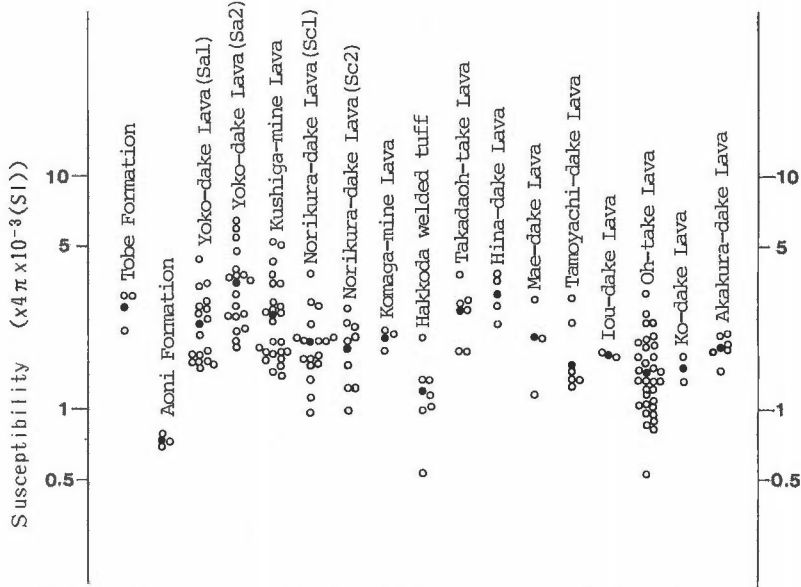 Susceptibility (x4πx10-3(SI))
10
5
1
0.5
Tobe Formation
Aoni Formation
Yoko-dake Lava(Sa1)
Yoko-dake Lava(Sa2)
Kushiga-mine Lava
Norikura-dake Lava(Sc1)
Norikura-dake Lava(Sc2)
Komaga-mine Lava
Hakkoda welded tuff
Takadaoh-take Lava
Hina-dake Lava
Mae-dake Lava
Tamoyachi-dake Lava
Iou-dake Lava
Oh-take Lava
Ko-dake Lava
Akakura-dake Lava
10
5
1
0.5